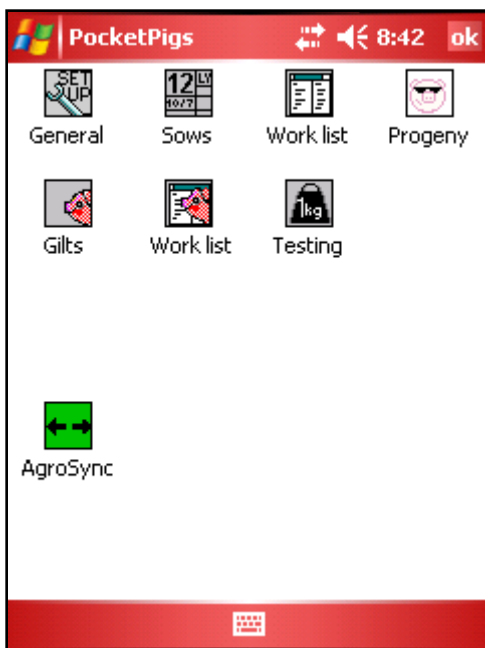 PocketPigs 8:42 ok
SET UP 12 LY 10/7
General Sows Work list Progeny
1kg
Gilts Work list Testing
AgroSync